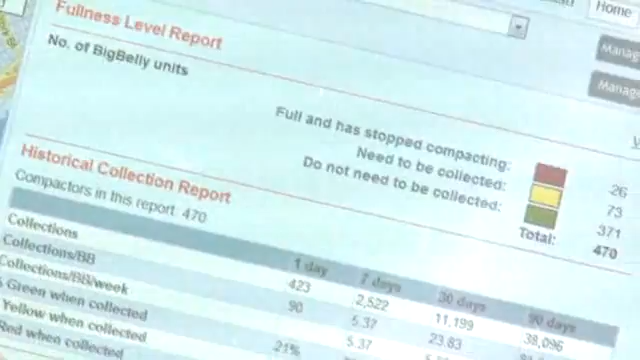 Home
Fullness Level Report
Manage
No. of BigBelly units
Manage
Full and has stopped compacting: 26
Need to be collected: 73
Do not need to be collected: 371
Total: 470
Historical Collection Report
Compactors in this report: 470
1 day 7 days 30 days 90 days
Collections 423 2,522 11,199 38,096
Collections/BB 90 5.37 23.83
Collections/BB/week 5.37
Green when collected 21%
Yellow when collected
Red when collected